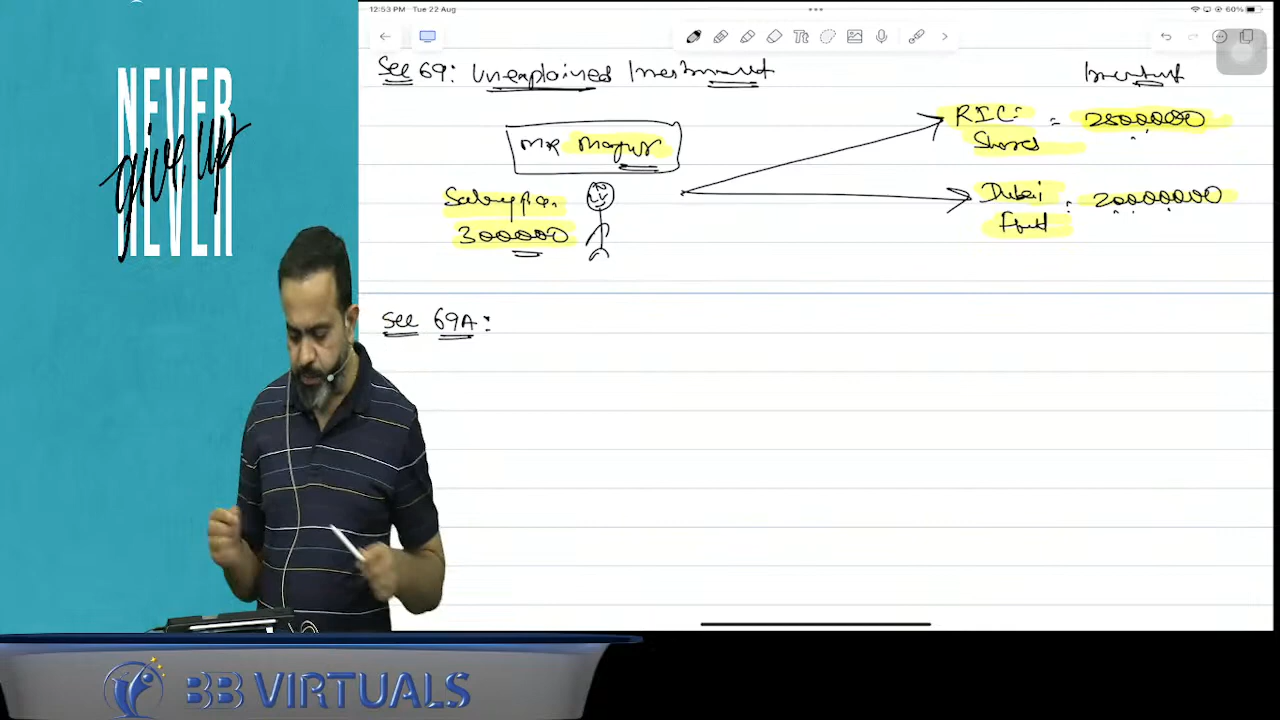 12:53 PM Tue 22 Aug
60%
NEVER
give up
NEVER
Sec 69: Unexplained Investment
Investment
Mr Mayur
RIL = 2500000
Shares
Salary p.a.
300000
Dubai : 20000000
Flat
Sec 69A:
BB VIRTUALS